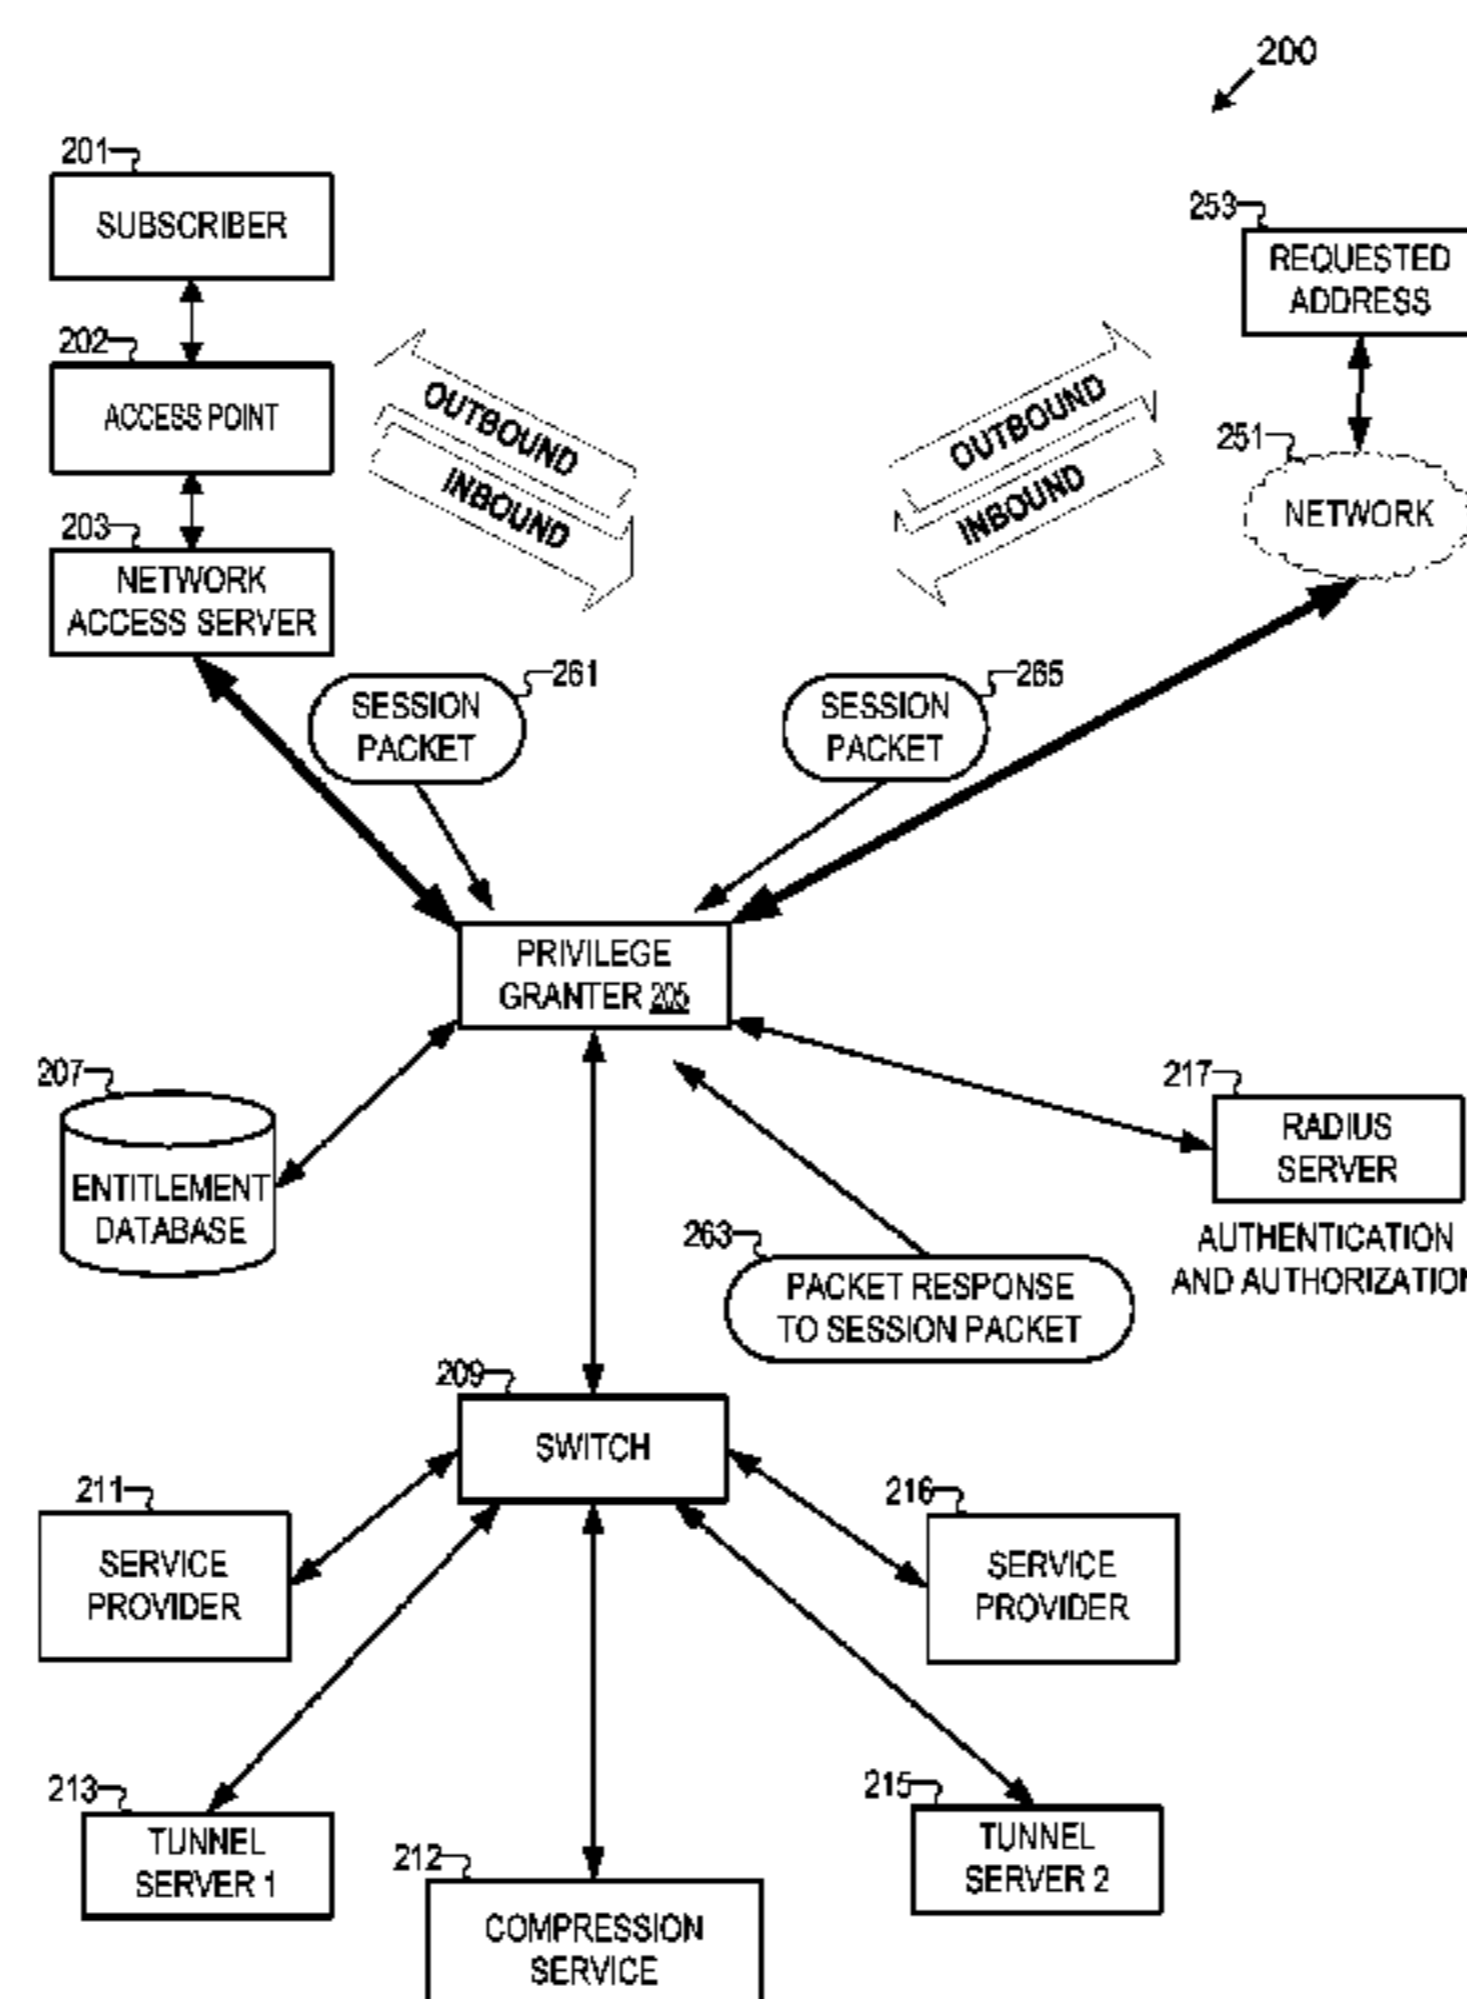 200
201
SUBSCRIBER
253
REQUESTED
ADDRESS
202
ACCESS POINT
OUTBOUND
INBOUND
OUTBOUND
INBOUND
251
NETWORK
203
NETWORK
ACCESS SERVER
261
SESSION
PACKET
265
SESSION
PACKET
PRIVILEGE
GRANTER 205
207
ENTITLEMENT
DATABASE
217
RADIUS
SERVER
AUTHENTICATION
AND AUTHORIZATION
263
PACKET RESPONSE
TO SESSION PACKET
209
SWITCH
211
SERVICE
PROVIDER
216
SERVICE
PROVIDER
213
TUNNEL
SERVER 1
215
TUNNEL
SERVER 2
212
COMPRESSION
SERVICE